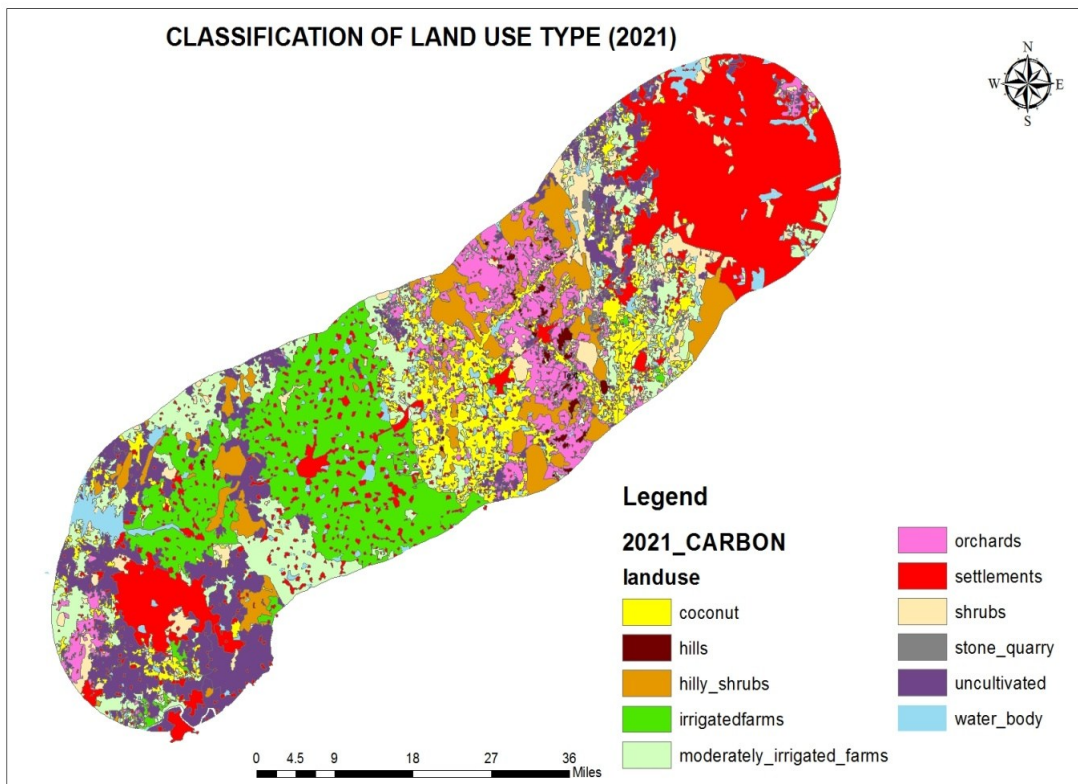 CLASSIFICATION OF LAND USE TYPE (2021)
N
W E
S
Legend
2021_CARBON
landuse
coconut
hills
hilly_shrubs
irrigatedfarms
moderately_irrigated_farms
orchards
settlements
shrubs
stone_quarry
uncultivated
water_body
0 4.5 9 18 27 36
Miles